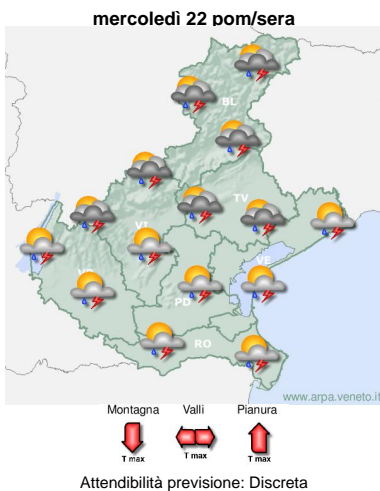 mercoledì 22 pom/sera
BL
TV
VI
VE
PD
RO
www.arpa.veneto.it
Montagna Valli Pianura
T max T max T max
Attendibilità previsione: Discreta